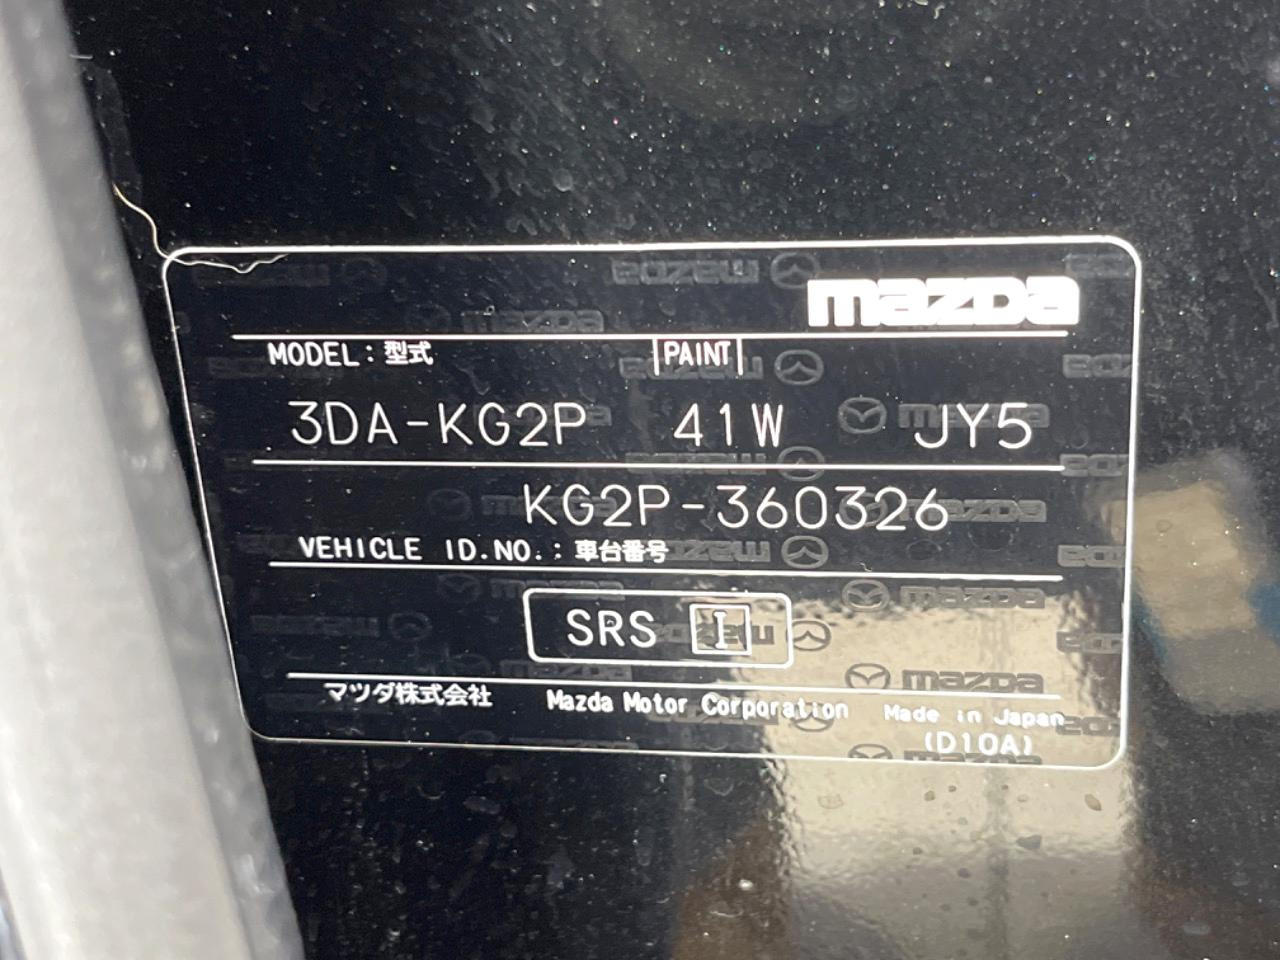 mazda
MODEL : 型式 PAINT
3DA-KG2P 41W JY5
KG2P-360326
VEHICLE ID.NO. : 車台番号
SRS I
マツダ株式会社 Mazda Motor Corporation Made in Japan
(D10A)